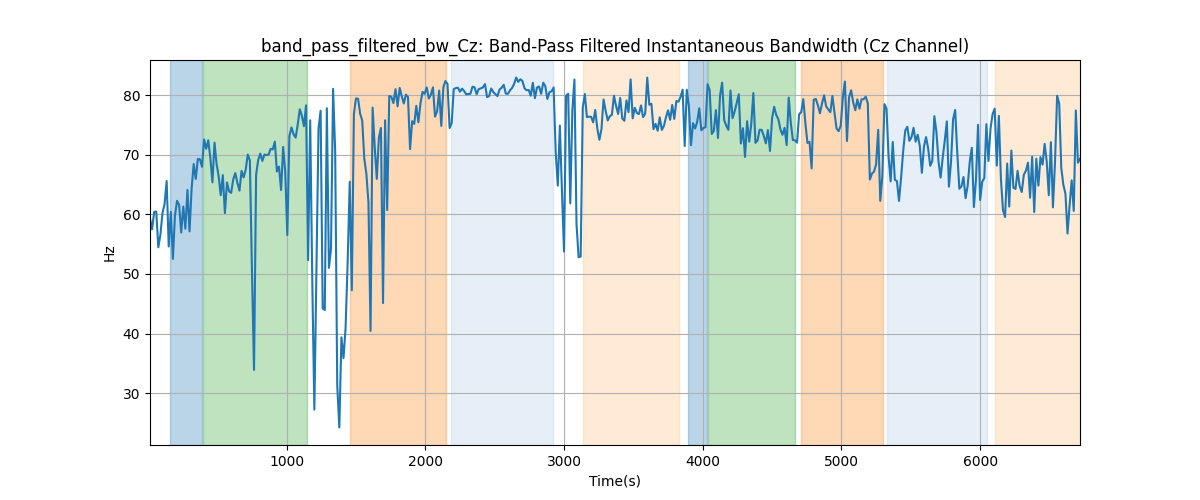 band_pass_filtered_bw_Cz: Band-Pass Filtered Instantaneous Bandwidth (Cz Channel)
Hz
80
70
60
50
40
30
1000 2000 3000 4000 5000 6000
Time(s)